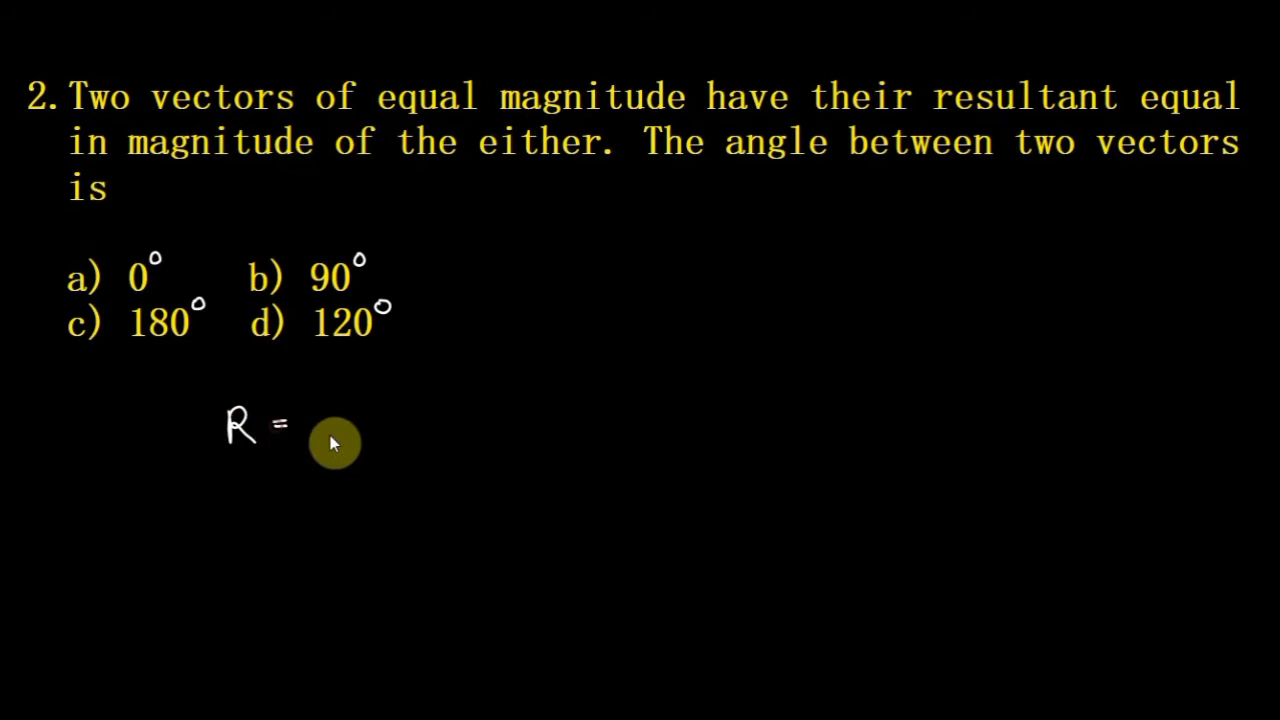 2. Two vectors of equal magnitude have their resultant equal
in magnitude of the either. The angle between two vectors
is
a) 0° b) 90°
c) 180° d) 120°
R =